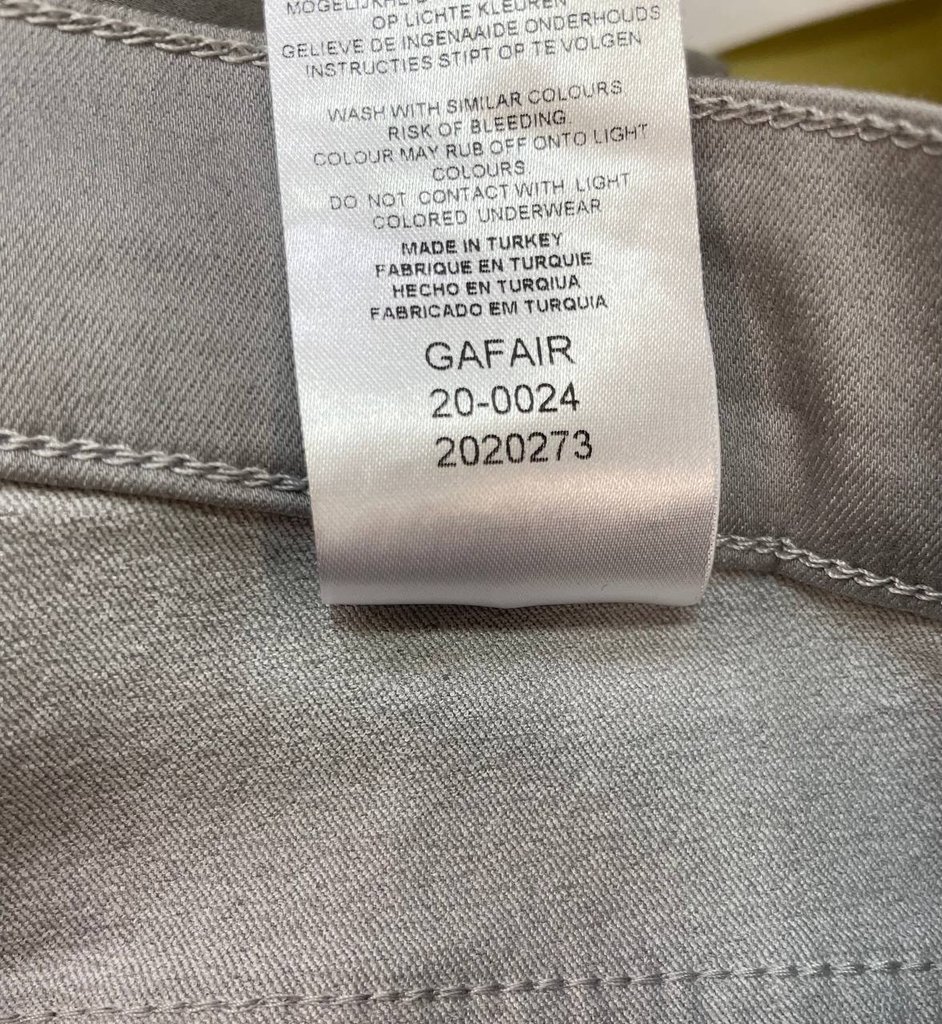 MOGELIJKHE
OP LICHTE KLEUREN
GELIEVE DE INGENAAIDE ONDERHOUDS
INSTRUCTIES STIPT OP TE VOLGEN
WASH WITH SIMILAR COLOURS
RISK OF BLEEDING
COLOUR MAY RUB OFF ONTO LIGHT
COLOURS
DO NOT CONTACT WITH LIGHT
COLORED UNDERWEAR
MADE IN TURKEY
FABRIQUE EN TURQUIE
HECHO EN TURQIUA
FABRICADO EM TURQUIA
GAFAIR
20-0024
2020273